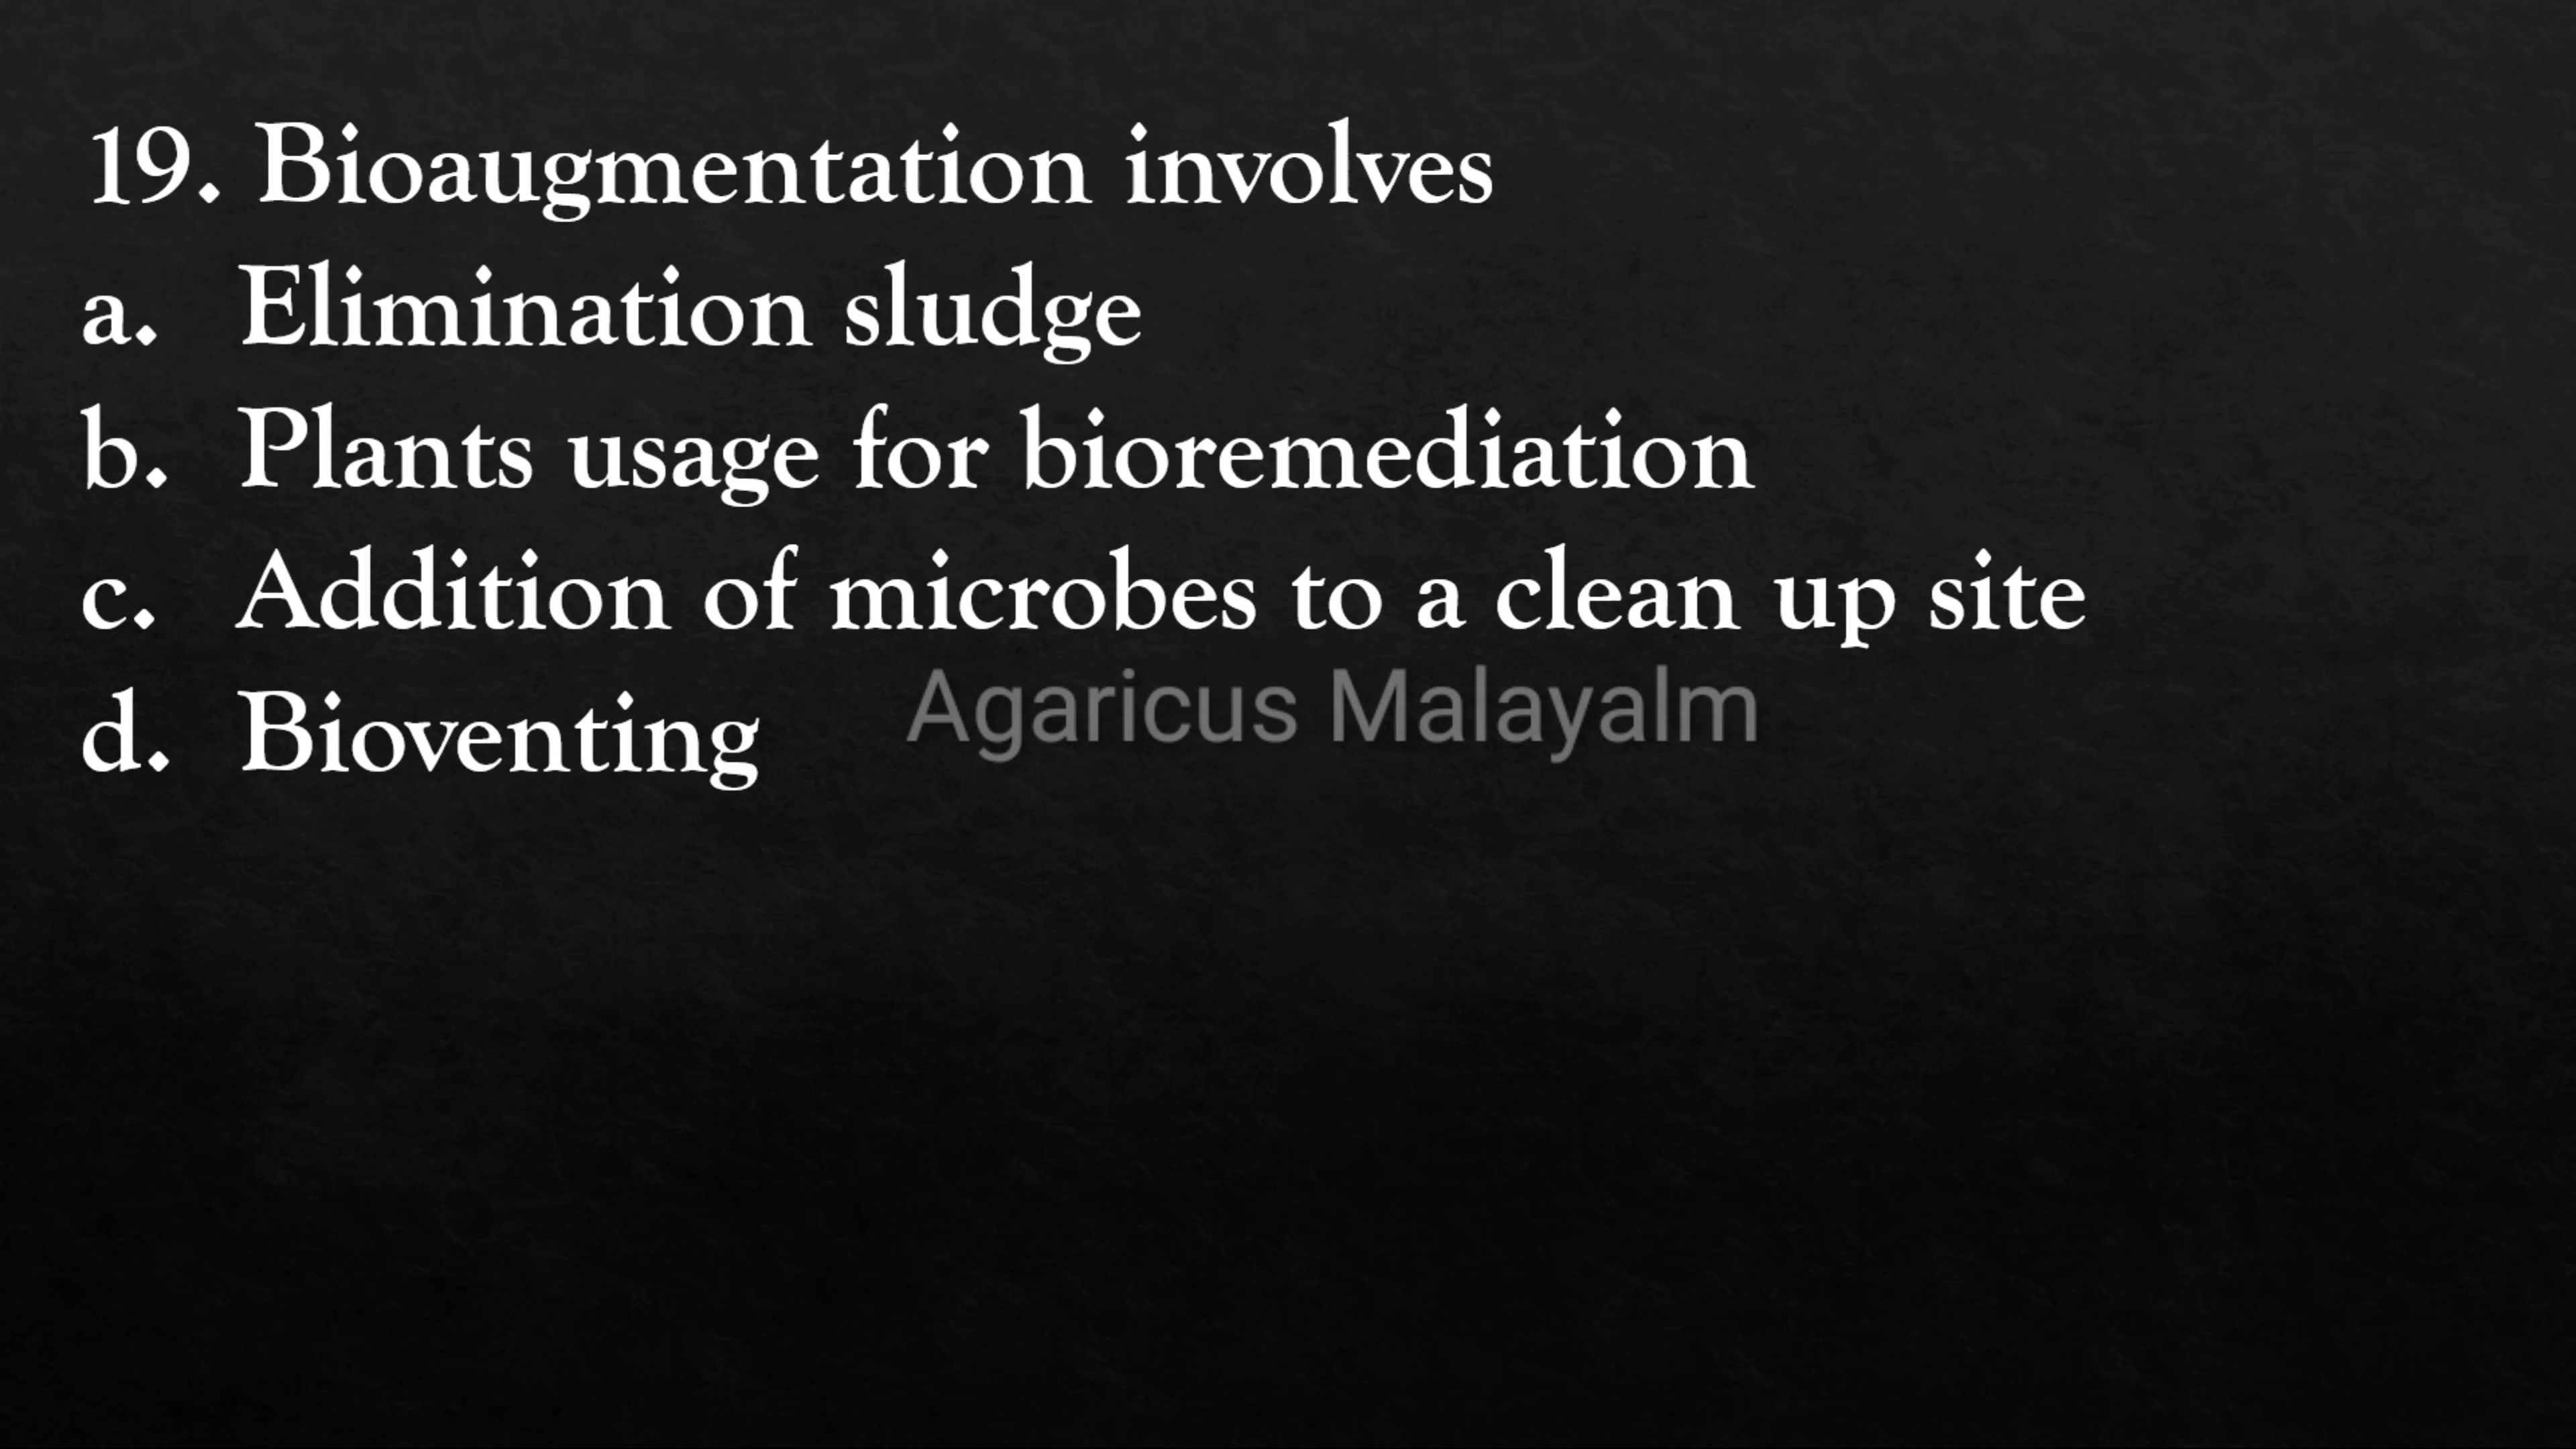 19. Bioaugmentation involves
a. Elimination sludge
b. Plants usage for bioremediation
c. Addition of microbes to a clean up site
d. Bioventing
Agaricus Malayalm